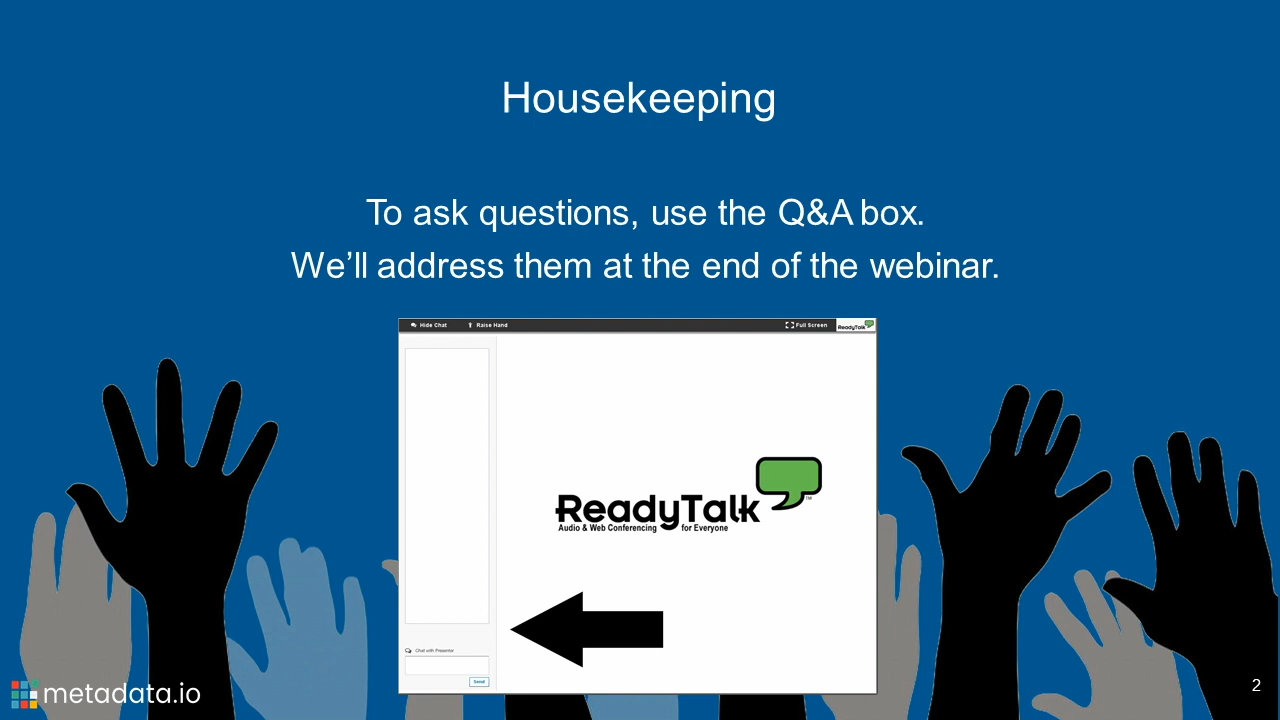 Housekeeping
To ask questions, use the Q&A box.
We’ll address them at the end of the webinar.
Hide Chat
Raise Hand
Full Screen
ReadyTalk
ReadyTalk™
Audio & Web Conferencing for Everyone
Chat with Presenter
Send
metadata.io
2